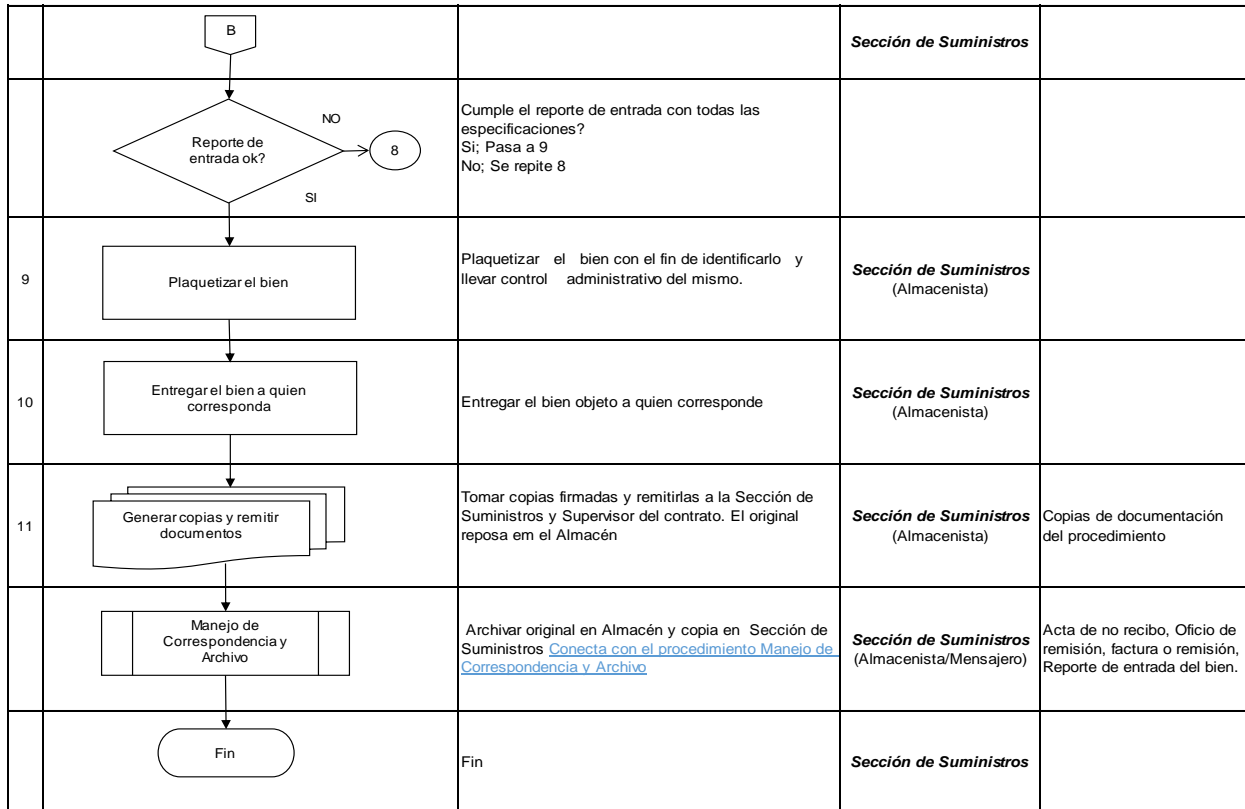 B
Sección de Suministros
Reporte de
entrada ok?
NO
8
SI
Cumple el reporte de entrada con todas las
especificaciones?
Si; Pasa a 9
No; Se repite 8
9
Plaquetizar el bien
Plaquetizar el bien con el fin de identificarlo y
llevar control administrativo del mismo.
Sección de Suministros
(Almacenista)
10
Entregar el bien a quien
corresponda
Entregar el bien objeto a quien corresponde
Sección de Suministros
(Almacenista)
11
Generar copias y remitir
documentos
Tomar copias firmadas y remitirlas a la Sección de
Suministros y Supervisor del contrato. El original
reposa em el Almacén
Sección de Suministros
(Almacenista)
Copias de documentación
del procedimiento
Manejo de
Correspondencia y
Archivo
Archivar original en Almacén y copia en Sección de
Suministros Conecta con el procedimiento Manejo de
Correspondencia y Archivo
Sección de Suministros
(Almacenista/Mensajero)
Acta de no recibo, Oficio de
remisión, factura o remisión,
Reporte de entrada del bien.
Fin
Fin
Sección de Suministros